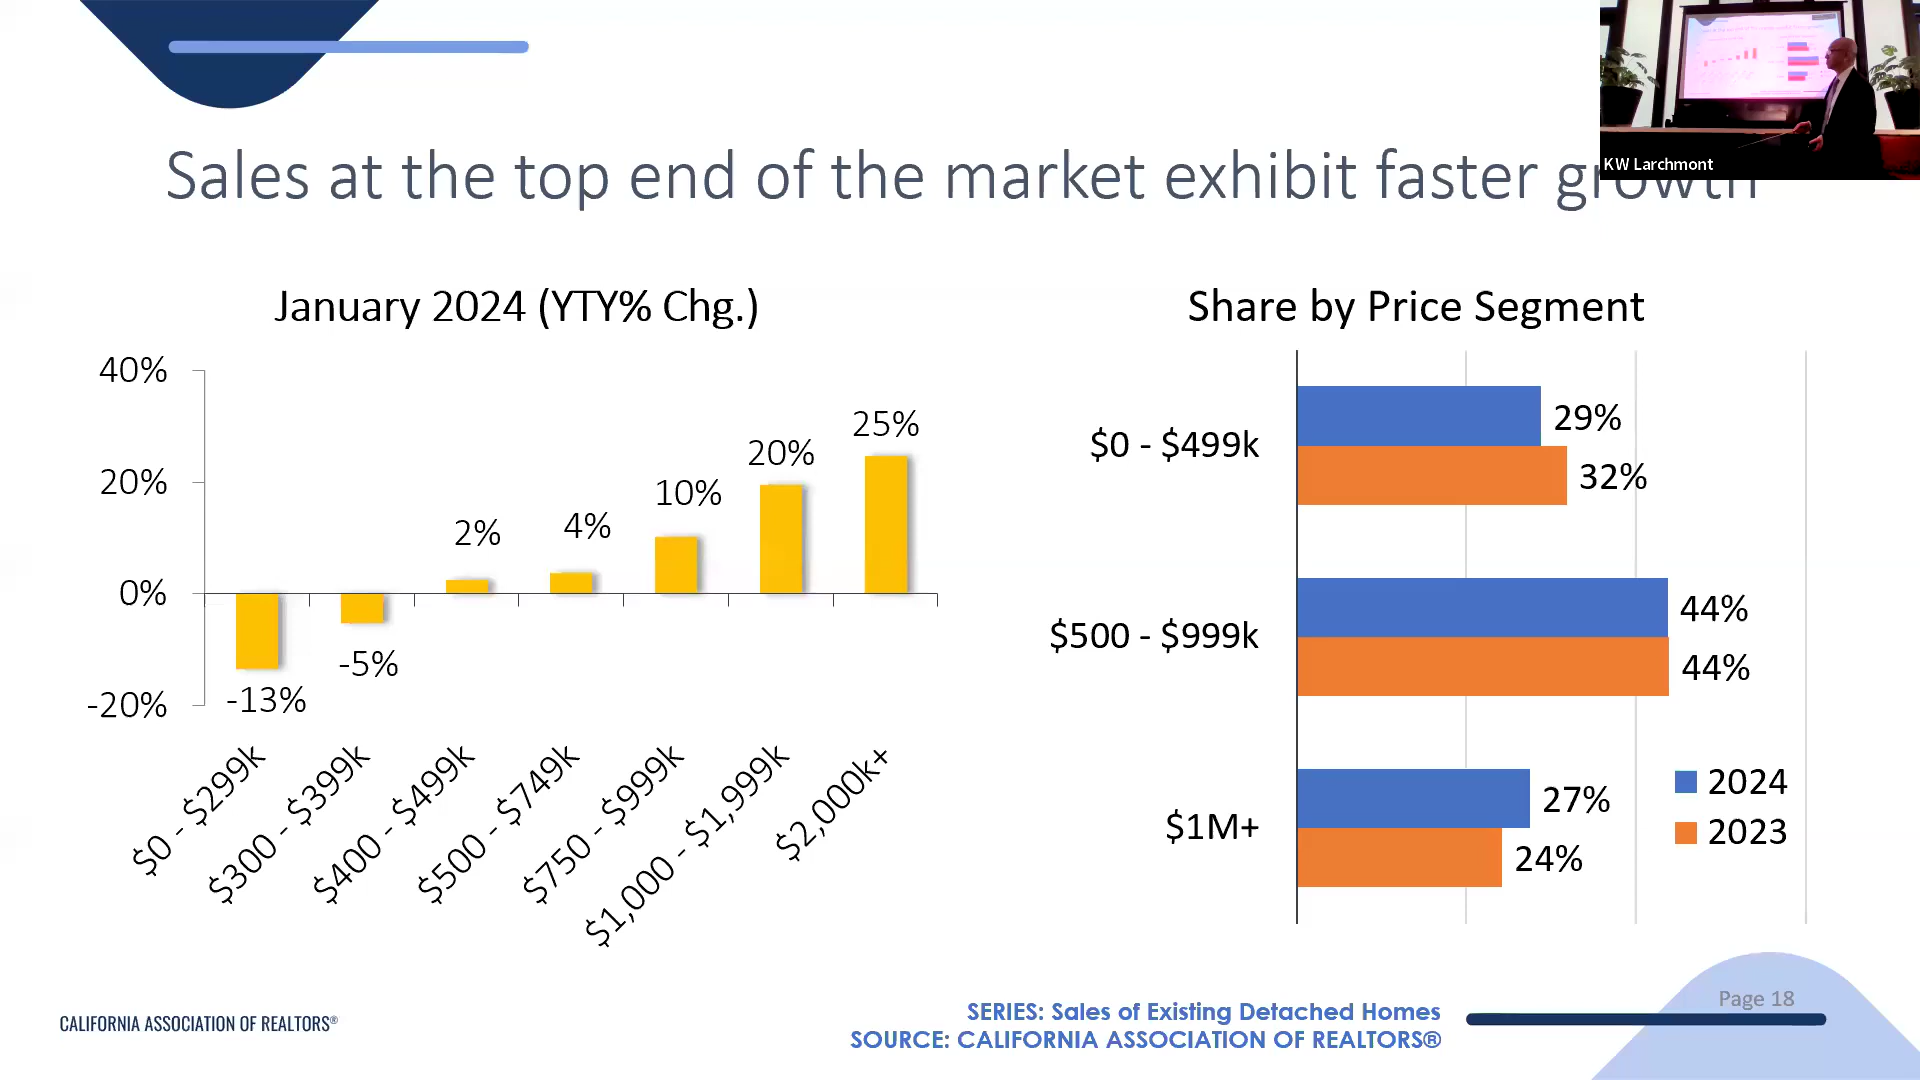 KW Larchmont
Sales at the top end of the market exhibit faster growth
January 2024 (YTY% Chg.)
40%
20%
0%
-20%
-13%
-5%
2%
4%
10%
20%
25%
$0 - $299k
$300 - $399k
$400 - $499k
$500 - $749k
$750 - $999k
$1,000 - $1,999k
$2,000k+
Share by Price Segment
$0 - $499k
29%
32%
$500 - $999k
44%
44%
$1M+
27%
24%
2024
2023
CALIFORNIA ASSOCIATION OF REALTORS®
SERIES: Sales of Existing Detached Homes
SOURCE: CALIFORNIA ASSOCIATION OF REALTORS®
Page 18